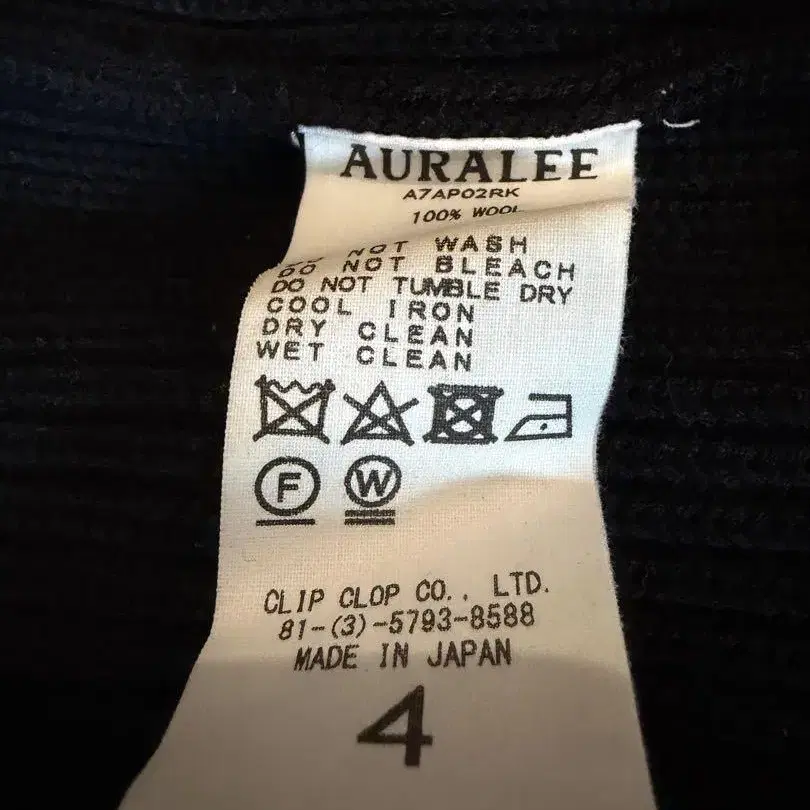 AURALEE
A7AP02RK
100% WOOL
DO NOT WASH
DO NOT BLEACH
DO NOT TUMBLE DRY
COOL IRON
DRY CLEAN
WET CLEAN
F W
CLIP CLOP CO., LTD.
81-(3)-5793-8588
MADE IN JAPAN
4